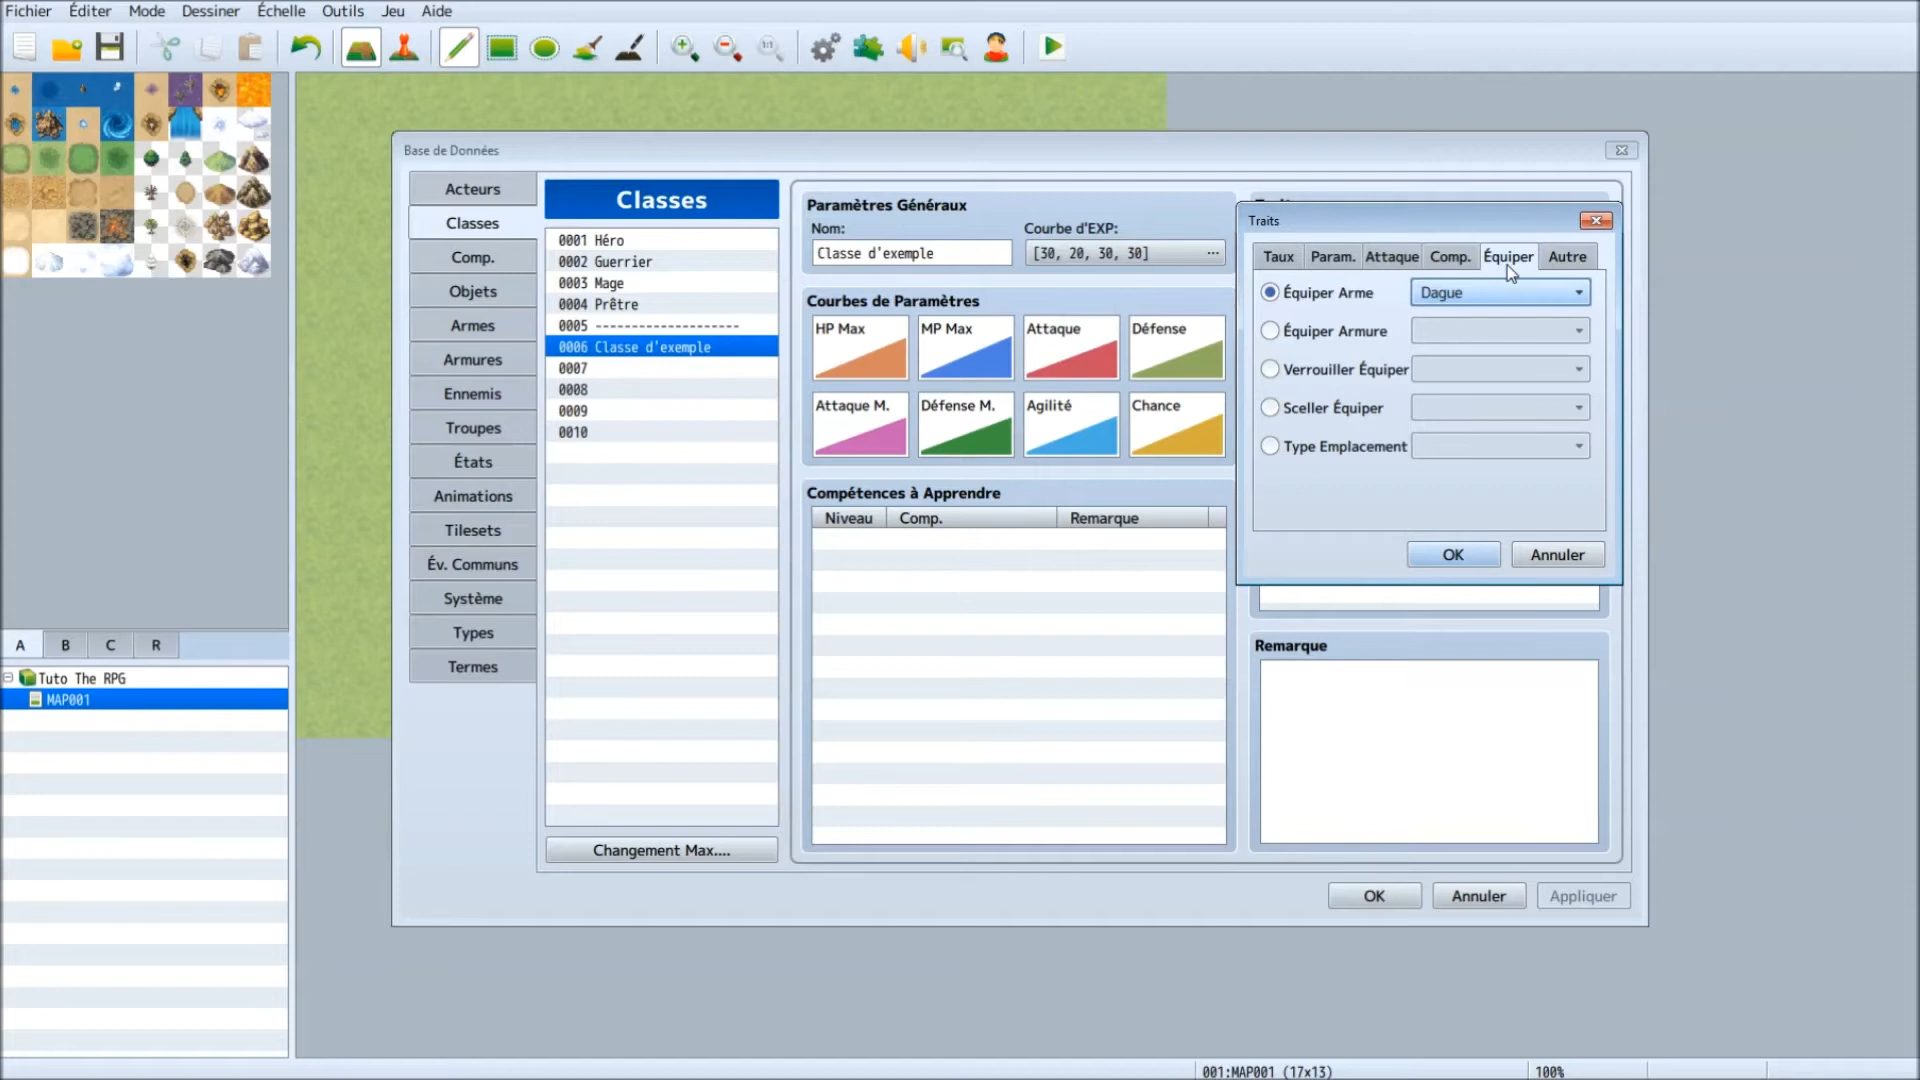 Fichier Éditer Mode Dessiner Échelle Outils Jeu Aide
Base de Données
Acteurs
Classes
Comp.
Objets
Armes
Armures
Ennemis
Troupes
États
Animations
Tilesets
Év. Communs
Système
Types
Termes
Classes
0001 Héro
0002 Guerrier
0003 Mage
0004 Prêtre
0005 --------------------
0006 Classe d'exemple
0007
0008
0009
0010
Changement Max....
Paramètres Généraux
Nom:
Courbe d'EXP:
Classe d'exemple
[30, 20, 30, 30] ...
Courbes de Paramètres
HP Max
MP Max
Attaque
Défense
Attaque M.
Défense M.
Agilité
Chance
Compétences à Apprendre
Niveau Comp. Remarque
Traits
Taux Param. Attaque Comp. Équiper Autre
Équiper Arme Dague
Équiper Armure
Verrouiller Équiper
Sceller Équiper
Type Emplacement
OK Annuler
Remarque
OK Annuler Appliquer
A B C R
Tuto The RPG
MAP001
001:MAP001 (17x13) 100%